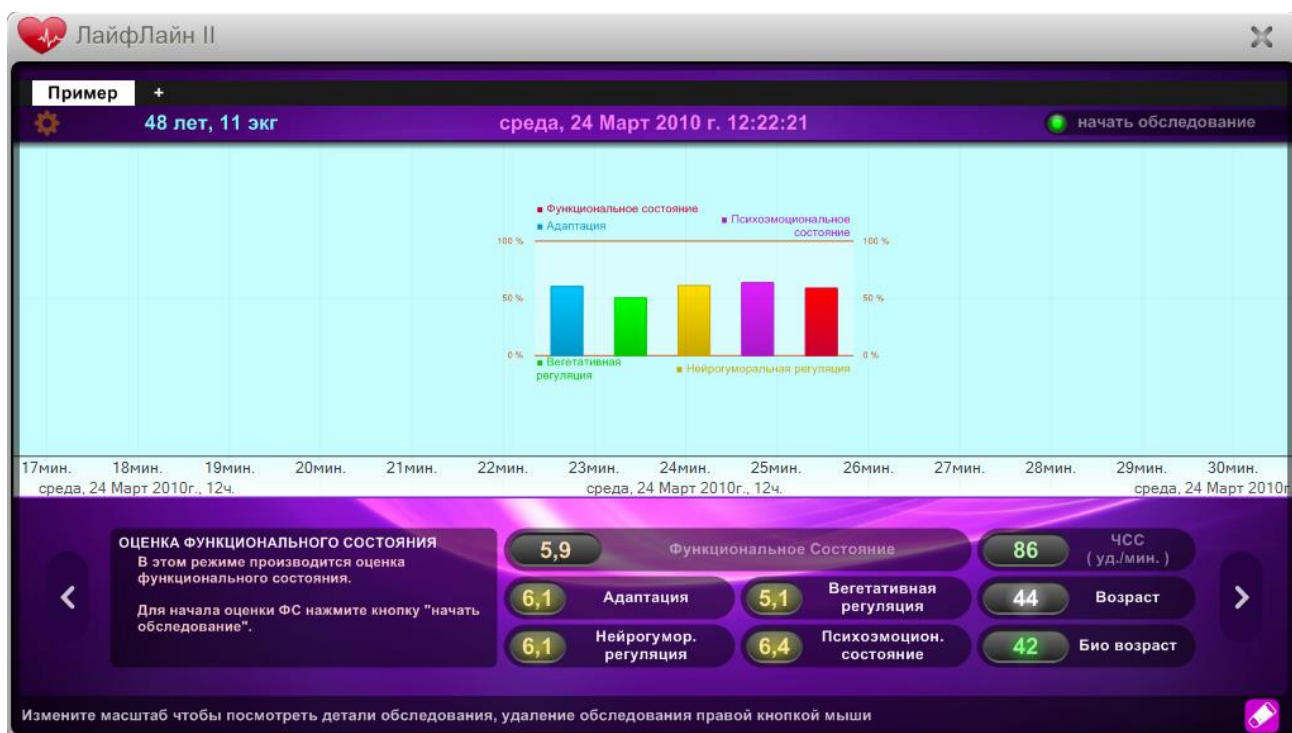 ЛайфЛайн II
Пример +
48 лет, 11 экг
среда, 24 Март 2010 г. 12:22:21
начать обследование
■ Функциональное состояние
■ Адаптация
■ Психоэмоциональное
состояние
100 %
100 %
50 %
50 %
0 %
0 %
■ Вегетативная
регуляция
■ Нейрогуморальная регуляция
17мин. 18мин. 19мин. 20мин. 21мин. 22мин. 23мин. 24мин. 25мин. 26мин. 27мин. 28мин. 29мин. 30мин.
среда, 24 Март 2010г., 12ч. среда, 24 Март 2010г., 12ч. среда, 24 Март 2010г
ОЦЕНКА ФУНКЦИОНАЛЬНОГО СОСТОЯНИЯ
В этом режиме производится оценка
функционального состояния.
Для начала оценки ФС нажмите кнопку "начать
обследование".
5,9 Функциональное Состояние
86 ЧСС
( уд./мин. )
6,1 Адаптация
5,1 Вегетативная
регуляция
44 Возраст
6,1 Нейрогумор.
регуляция
6,4 Психоэмоцион.
состояние
42 Био возраст
Измените масштаб чтобы посмотреть детали обследования, удаление обследования правой кнопкой мыши